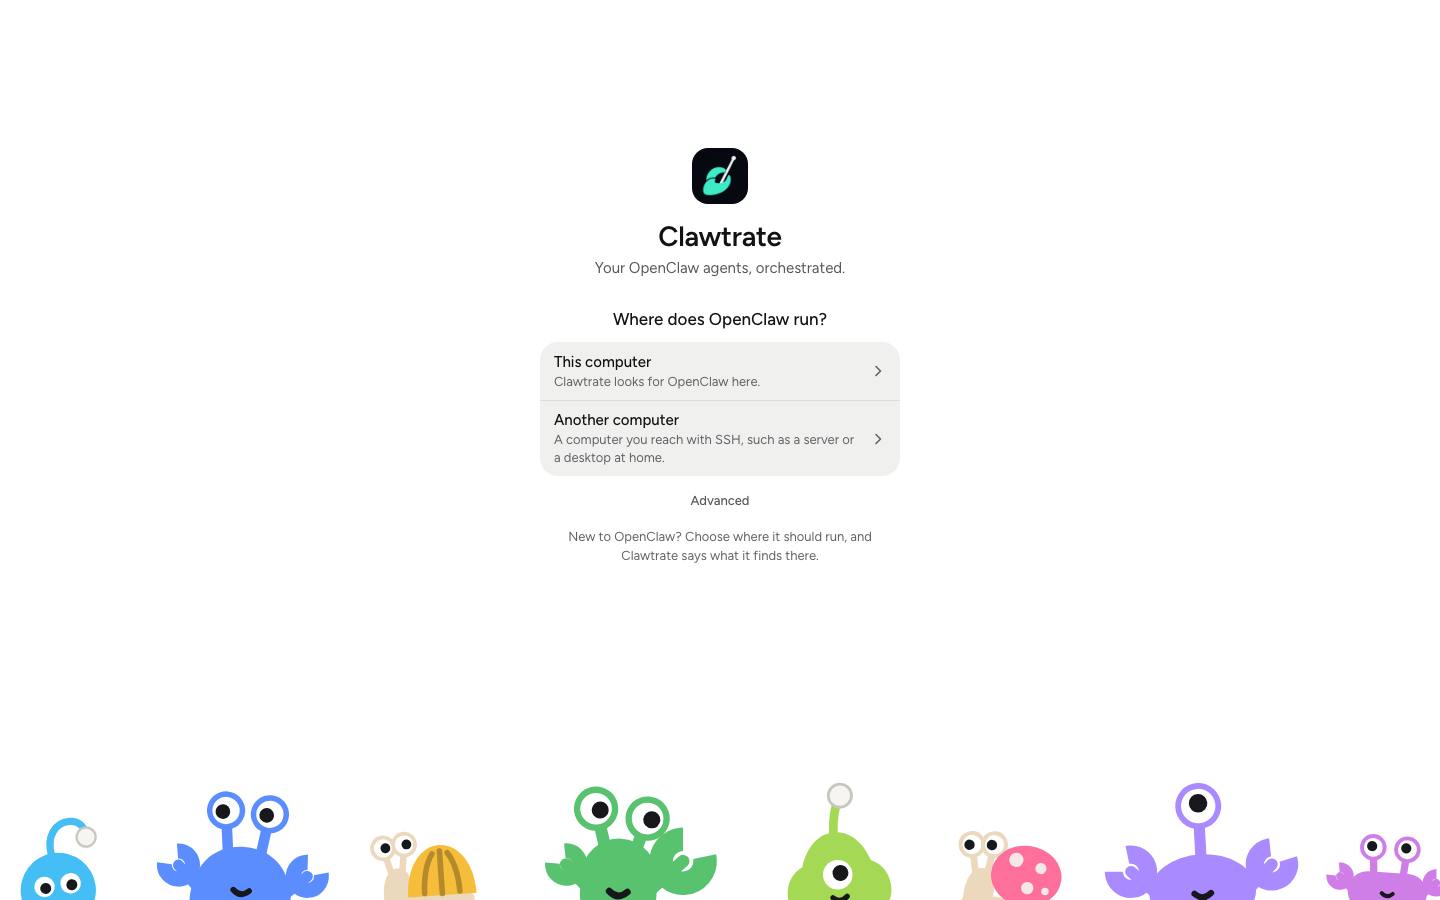 Clawtrate
Your OpenClaw agents, orchestrated.
Where does OpenClaw run?
This computer
Clawtrate looks for OpenClaw here.
Another computer
A computer you reach with SSH, such as a server or
a desktop at home.
Advanced
New to OpenClaw? Choose where it should run, and
Clawtrate says what it finds there.